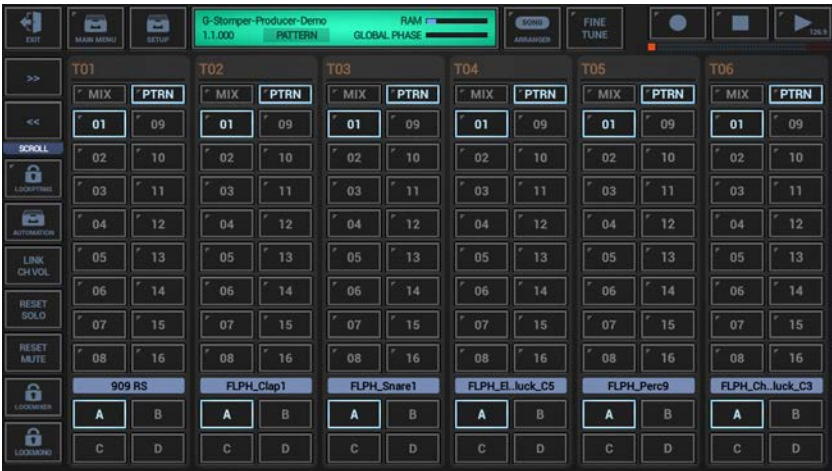 EXIT MAIN MENU SETUP G-Stomper-Producer-Demo RAM SONG ARRANGER FINE TUNE
1.1.000 PATTERN GLOBAL PHASE 126.9
>> T01 T02 T03 T04 T05 T06
MIX PTRN MIX PTRN MIX PTRN MIX PTRN MIX PTRN MIX PTRN
<< 01 09 01 09 01 09 01 09 01 09 01 09
SCROLL 02 10 02 10 02 10 02 10 02 10 02 10
LOCKPTRNS 03 11 03 11 03 11 03 11 03 11 03 11
AUTOMATION 04 12 04 12 04 12 04 12 04 12 04 12
LINK CH VOL 05 13 05 13 05 13 05 13 05 13 05 13
RESET SOLO 06 14 06 14 06 14 06 14 06 14 06 14
07 15 07 15 07 15 07 15 07 15 07 15
RESET MUTE 08 16 08 16 08 16 08 16 08 16 08 16
909 RS FLPH_Clap1 FLPH_Snare1 FLPH_El..luck_C5 FLPH_Perc9 FLPH_Ch..luck_C3
LOCKMIXER A B A B A B A B A B A B
LOCKMONO C D C D C D C D C D C D